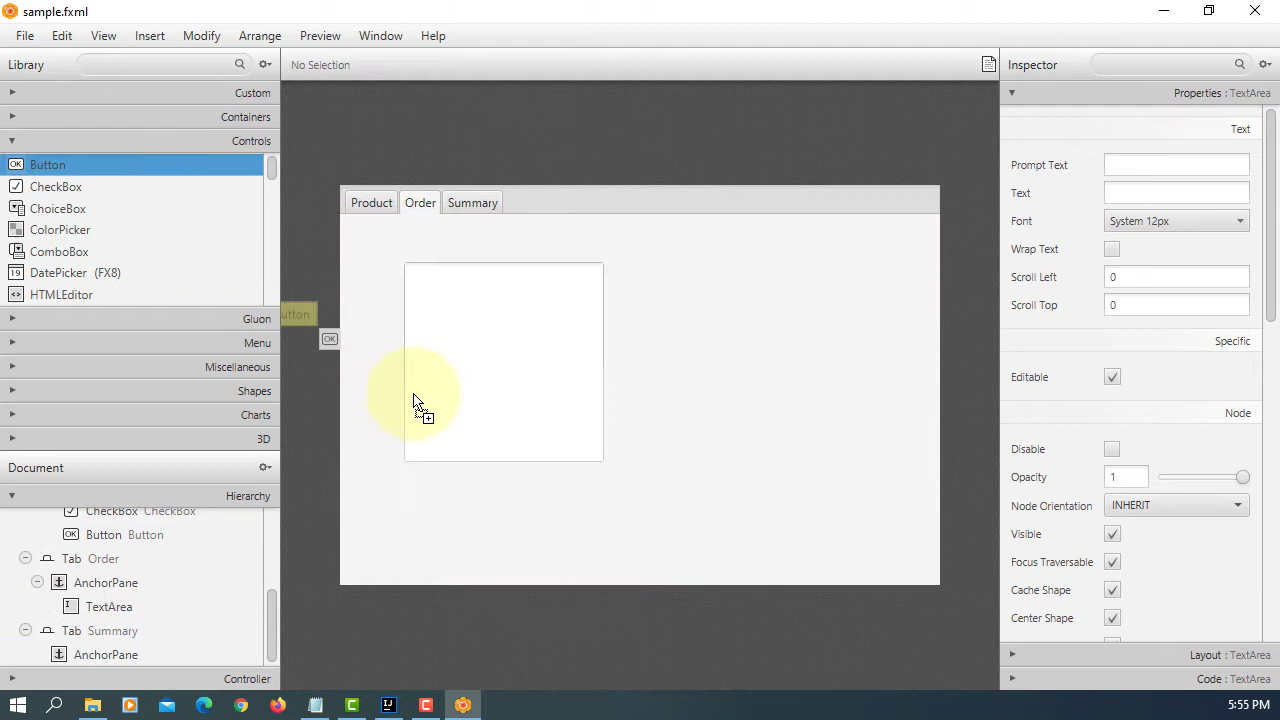 sample.fxml
File Edit View Insert Modify Arrange Preview Window Help
Library
No Selection
Inspector
Custom
Containers
Controls
OK Button
CheckBox
ChoiceBox
ColorPicker
ComboBox
19 DatePicker (FX8)
HTMLEditor
Gluon
Menu
Miscellaneous
Shapes
Charts
3D
Document
Hierarchy
CheckBox CheckBox
OK Button Button
Tab Order
AnchorPane
TextArea
Tab Summary
AnchorPane
Controller
Product Order Summary
utton
OK
Properties : TextArea
Text
Prompt Text
Text
Font System 12px
Wrap Text
Scroll Left 0
Scroll Top 0
Specific
Editable
Node
Disable
Opacity 1
Node Orientation INHERIT
Visible
Focus Traversable
Cache Shape
Center Shape
Layout : TextArea
Code : TextArea
5:55 PM